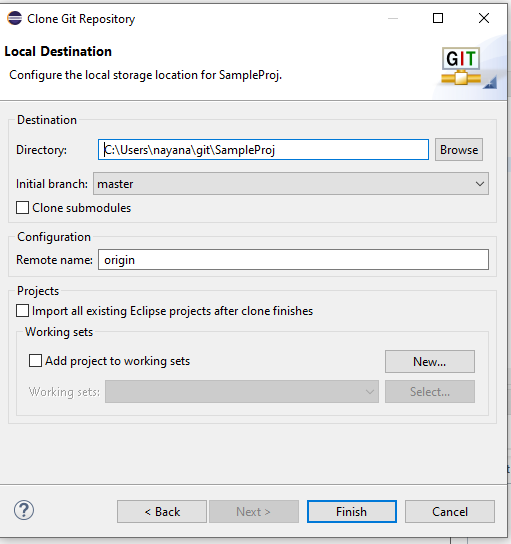 Clone Git Repository
Local Destination
Configure the local storage location for SampleProj.
GIT
Destination
Directory: C:\Users\nayana\git\SampleProj Browse
Initial branch: master
Clone submodules
Configuration
Remote name: origin
Projects
Import all existing Eclipse projects after clone finishes
Working sets
Add project to working sets New...
Working sets: Select...
? < Back Next > Finish Cancel